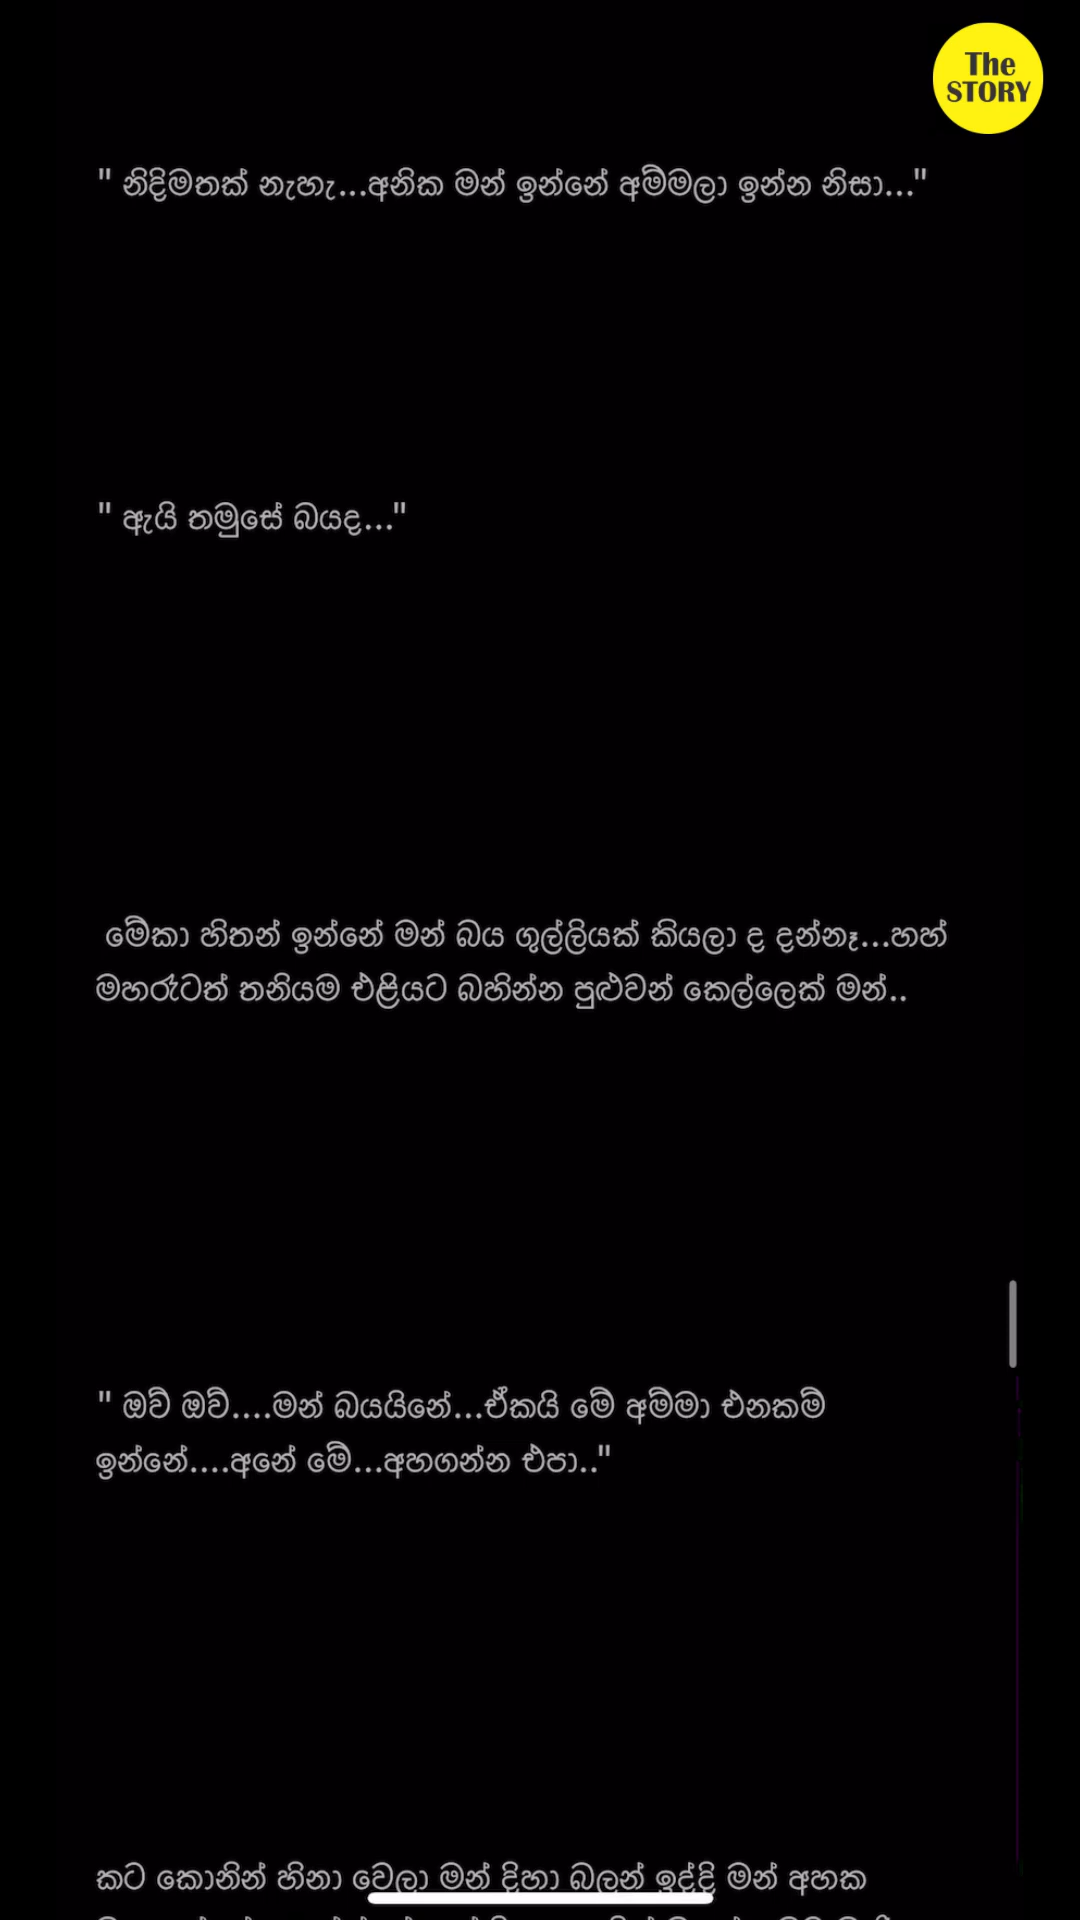 The
STORY
" නිදිමතක් නැහැ...අනික මන් ඉන්නේ අම්මලා ඉන්න නිසා..."
" ඇයි තමුසේ බයද..."
මේකා හිතන් ඉන්නේ මන් බය ගුල්ලියක් කියලා ද දන්නෑ...හහ්
මහරෑටත් තනියම එළියට බහින්න පුළුවන් කෙල්ලෙක් මන්..
" ඔව් ඔව්....මන් බයයිනේ...ඒකයි මේ අම්මා එනකම්
ඉන්නේ....අනේ මේ...අහගන්න එපා.."
කට කොනින් හිනා වෙලා මන් දිහා බලන් ඉද්දි මන් අහක